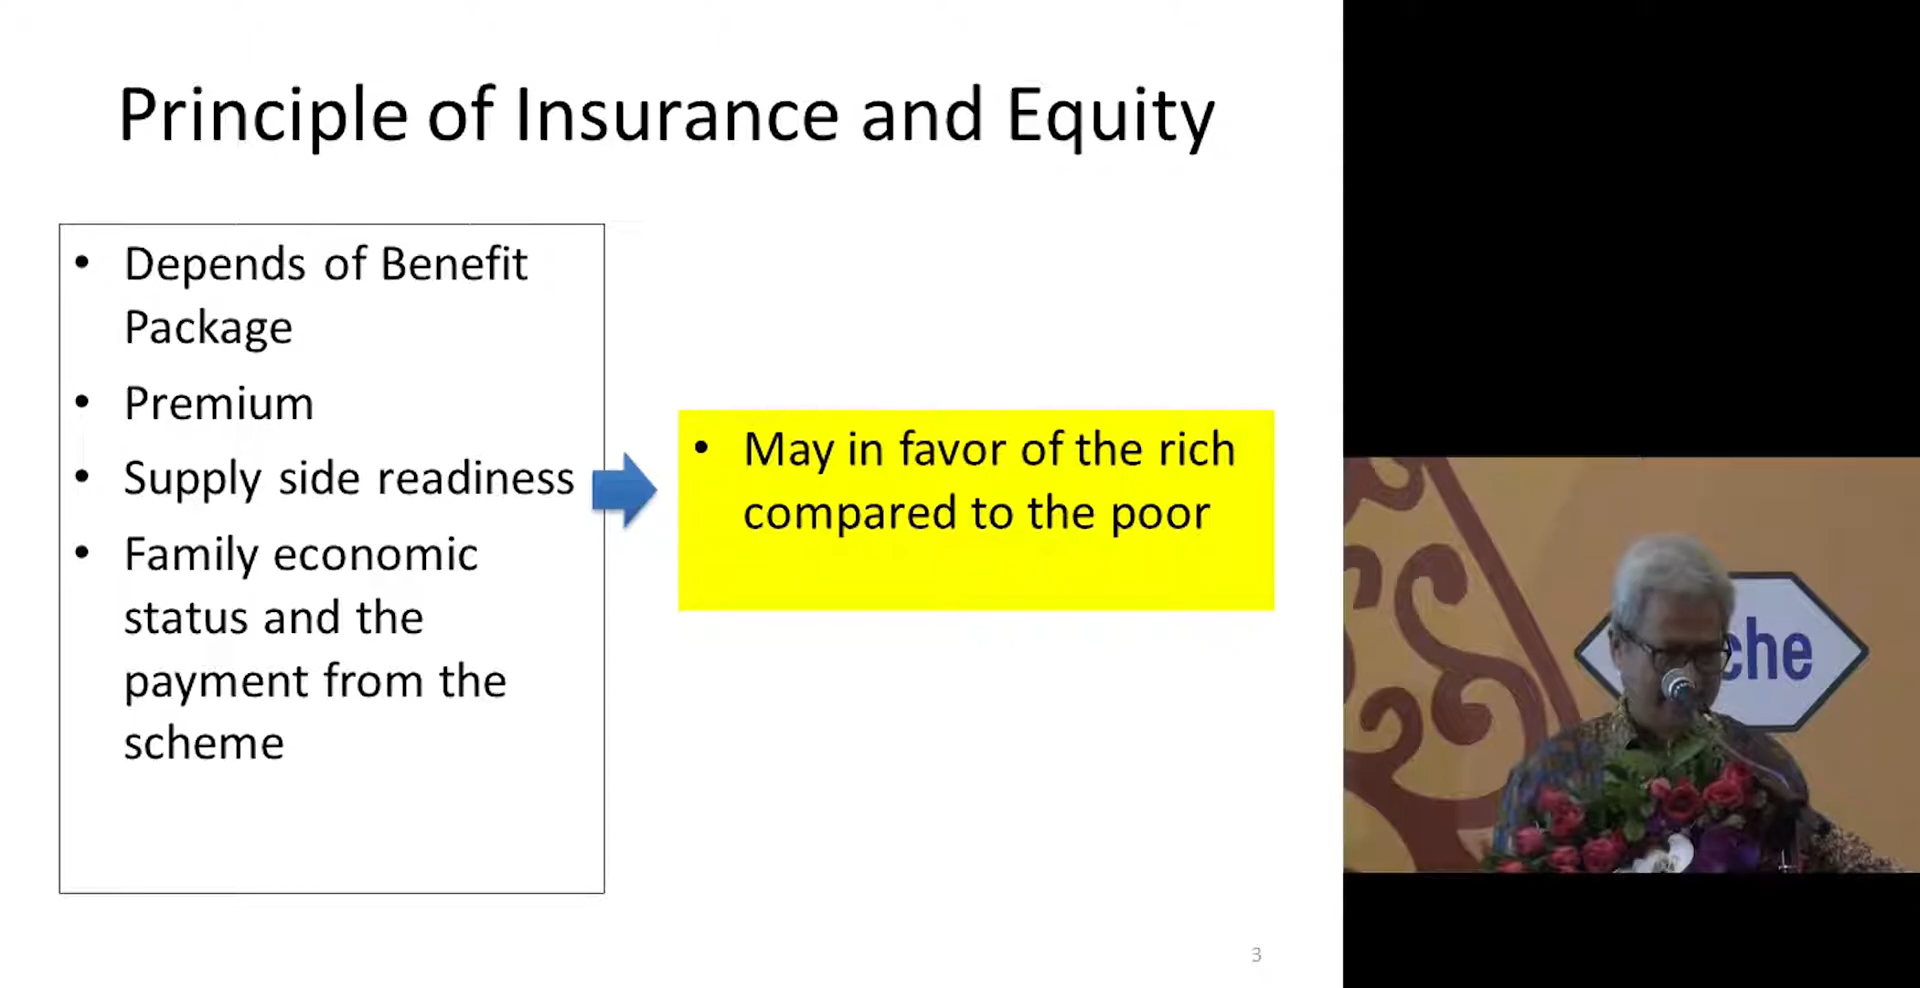 Principle of Insurance and Equity
• Depends of Benefit
Package
• Premium
• Supply side readiness
• Family economic
status and the
payment from the
scheme
• May in favor of the rich
compared to the poor
3